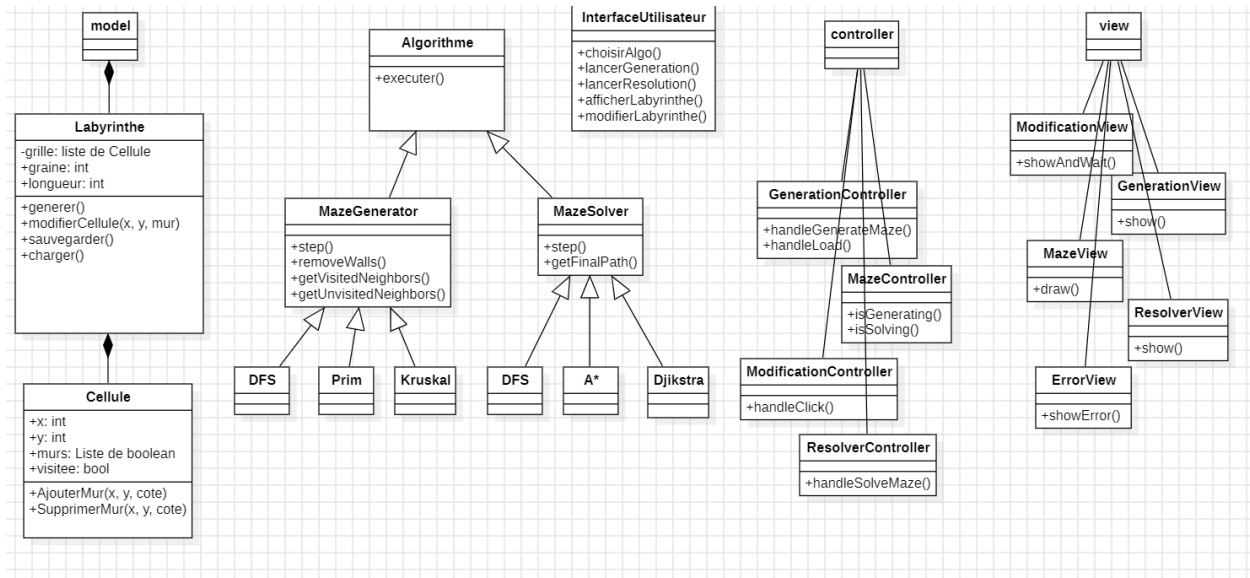 model
Labyrinthe
-grille: liste de Cellule
+graine: int
+longueur: int
+generer()
+modifierCellule(x, y, mur)
+sauvegarder()
+charger()
Cellule
+x: int
+y: int
+murs: Liste de boolean
+visitee: bool
+AjouterMur(x, y, cote)
+SupprimerMur(x, y, cote)
Algorithme
+executer()
MazeGenerator
+step()
+removeWalls()
+getVisitedNeighbors()
+getUnvisitedNeighbors()
MazeSolver
+step()
+getFinalPath()
DFS
Prim
Kruskal
DFS
A*
Djikstra
InterfaceUtilisateur
+choisirAlgo()
+lancerGeneration()
+lancerResolution()
+afficherLabyrinthe()
+modifierLabyrinthe()
controller
GenerationController
+handleGenerateMaze()
+handleLoad()
MazeController
+isGenerating()
+isSolving()
ModificationController
+handleClick()
ResolverController
+handleSolveMaze()
view
ModificationView
+showAndWait()
GenerationView
+show()
MazeView
+draw()
ResolverView
+show()
ErrorView
+showError()